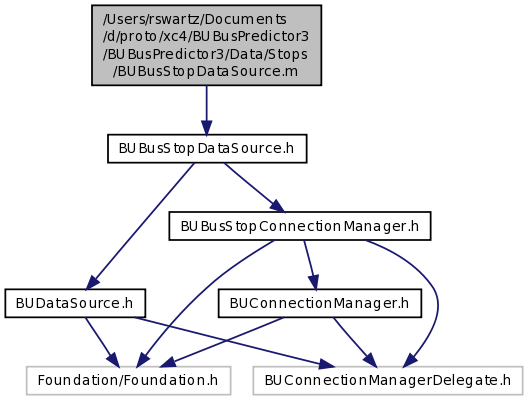 /Users/rswartz/Documents
/d/proto/xc4/BUBusPredictor3
/BUBusPredictor3/Data/Stops
/BUBusStopDataSource.m
BUBusStopDataSource.h
BUBusStopConnectionManager.h
BUDataSource.h
BUConnectionManager.h
Foundation/Foundation.h
BUConnectionManagerDelegate.h